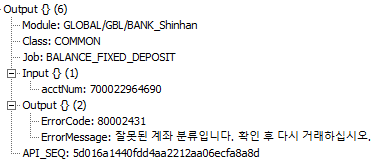 Output {} (6)
Module: GLOBAL/GBL/BANK_Shinhan
Class: COMMON
Job: BALANCE_FIXED_DEPOSIT
Input {} (1)
acctNum: 700022964690
Output {} (2)
ErrorCode: 80002431
ErrorMessage: 잘못된 계좌 분류입니다. 확인 후 다시 거래하십시오.
API_SEQ: 5d016a1440fdd4aa2212aa06ecfa8a8d